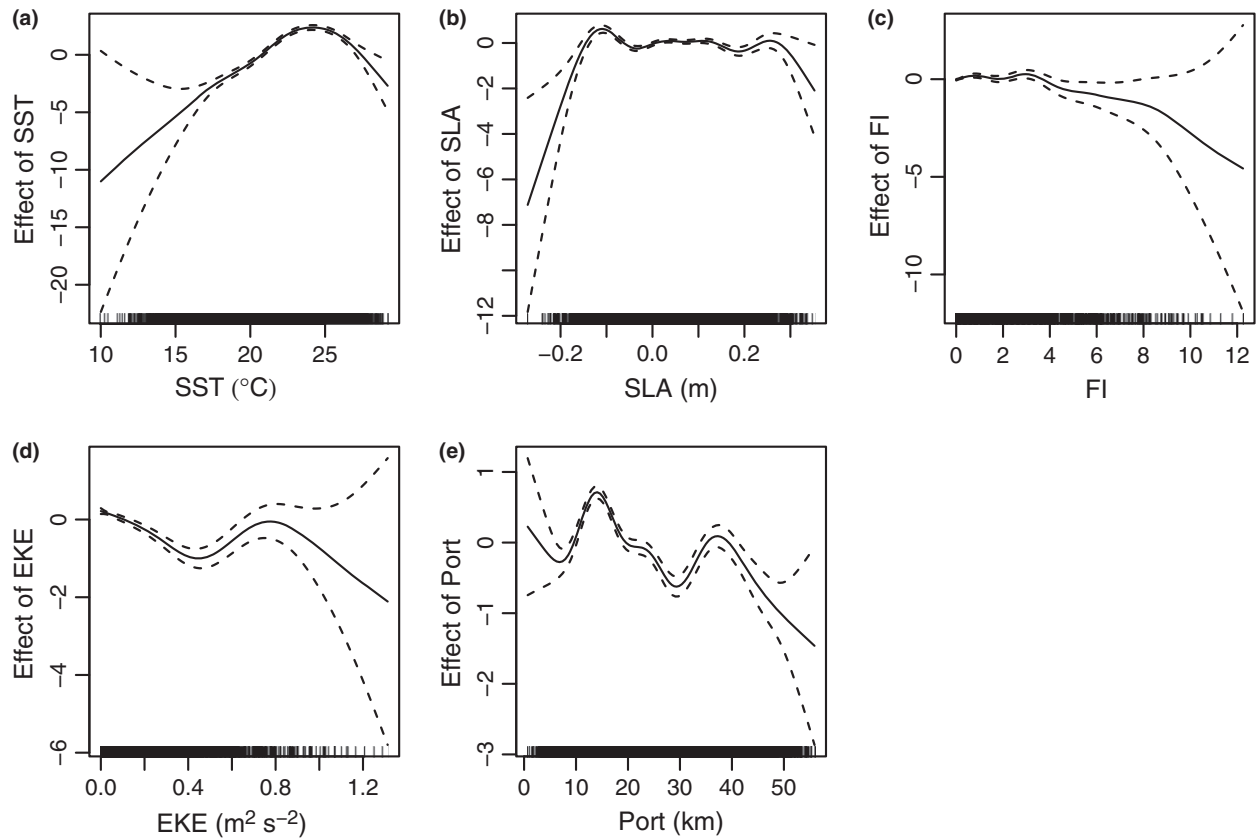 (a)
Effect of SST
0
−5
−10
−15
−20
10 15 20 25
SST (°C)
(b)
Effect of SLA
0
−2
−4
−6
−8
−12
−0.2 0.0 0.2
SLA (m)
(c)
Effect of FI
0
−5
−10
0 2 4 6 8 10 12
FI
(d)
Effect of EKE
0
−2
−4
−6
0.0 0.4 0.8 1.2
EKE (m² s⁻²)
(e)
Effect of Port
1
0
−1
−2
−3
0 10 20 30 40 50
Port (km)